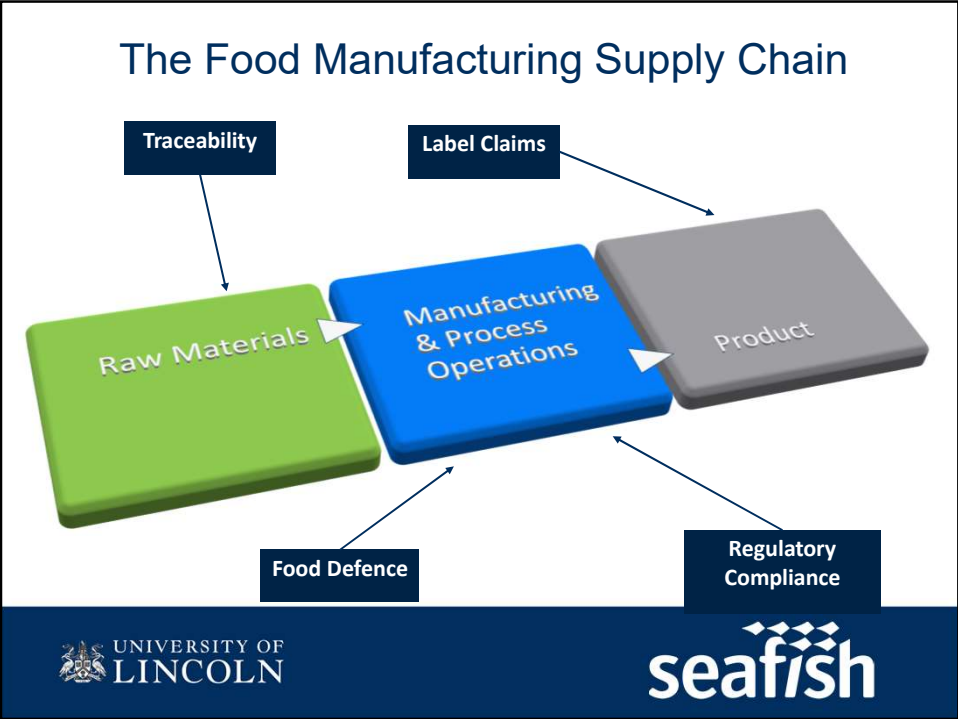 The Food Manufacturing Supply Chain
Traceability
Label Claims
Raw Materials
Manufacturing
& Process
Operations
Product
Food Defence
Regulatory
Compliance
UNIVERSITY OF
LINCOLN
seafish